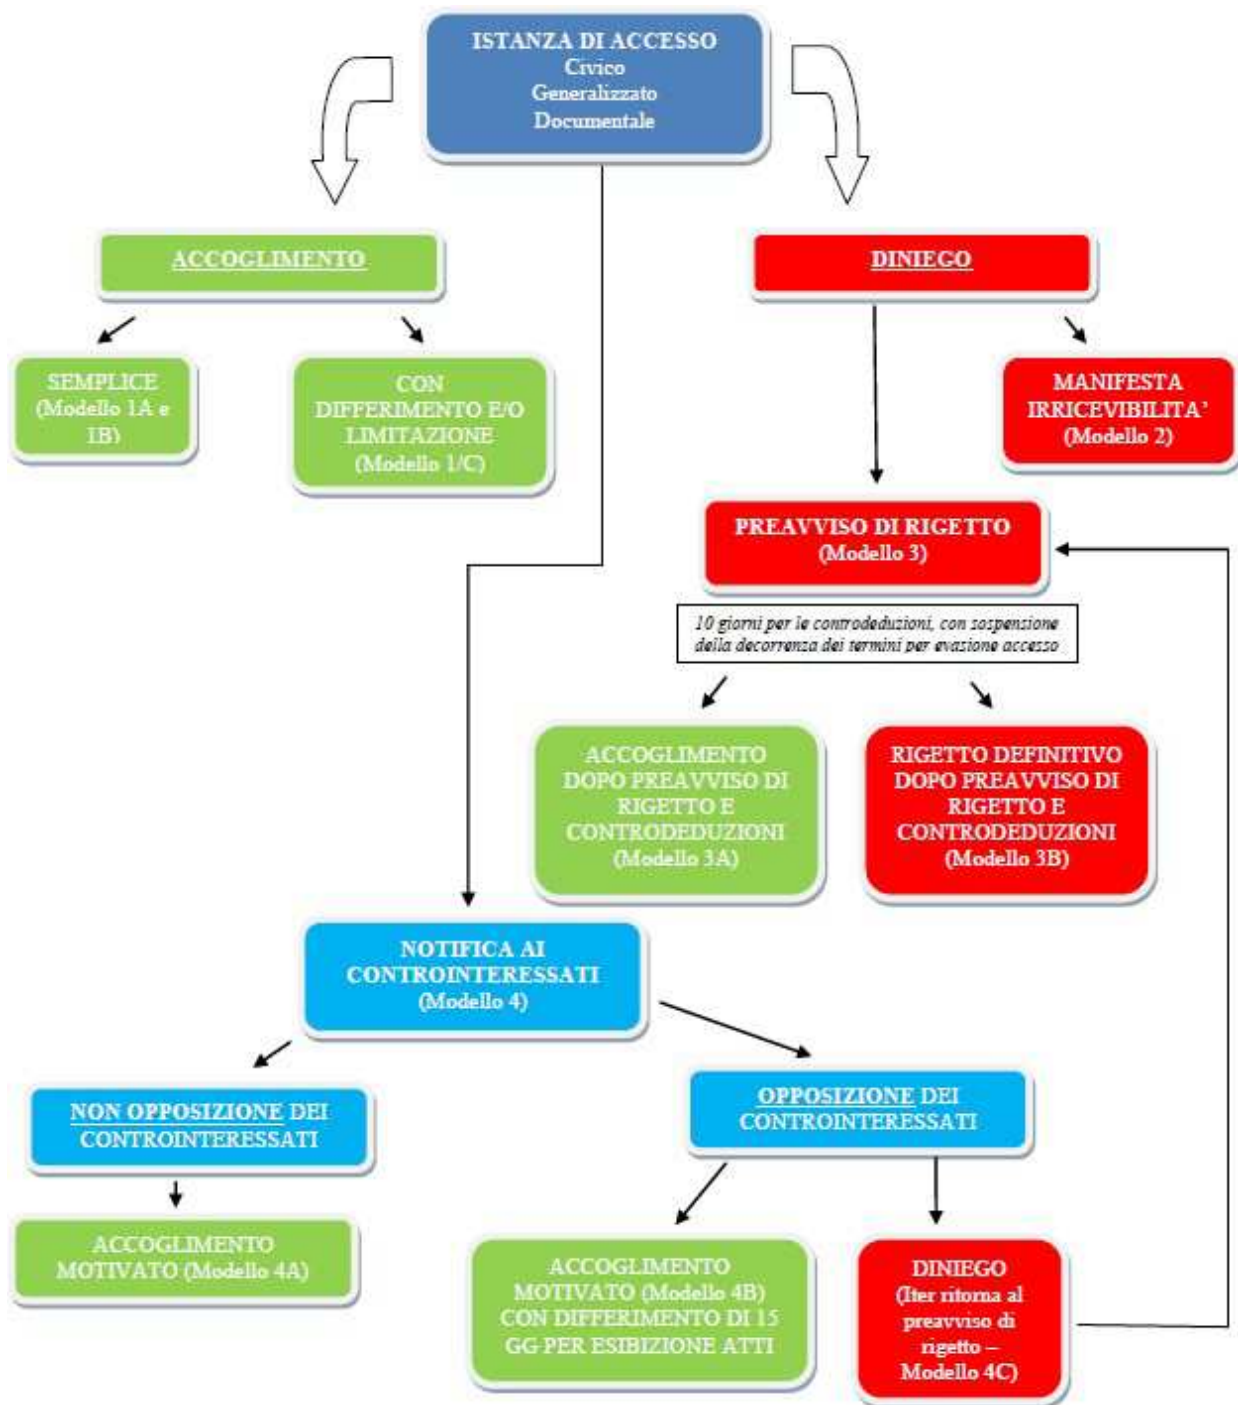 ISTANZA DI ACCESSO
Civico
Generalizzato
Documentale
ACCOGLIMENTO
DINIEGO
SEMPLICE
(Modello 1A e
1B)
CON
DIFFERIMENTO E/O
LIMITAZIONE
(Modello 1/C)
MANIFESTA
IRRICEVIBILITA’
(Modello 2)
PREAVVISO DI RIGETTO
(Modello 3)
10 giorni per le controdeduzioni, con sospensione
della decorrenza dei termini per evasione accesso
ACCOGLIMENTO
DOPO PREAVVISO DI
RIGETTO E
CONTRODEDUZIONI
(Modello 3A)
RIGETTO DEFINITIVO
DOPO PREAVVISO DI
RIGETTO E
CONTRODEDUZIONI
(Modello 3B)
NOTIFICA AI
CONTROINTERESSATI
(Modello 4)
NON OPPOSIZIONE DEI
CONTROINTERESSATI
OPPOSIZIONE DEI
CONTROINTERESSATI
ACCOGLIMENTO
MOTIVATO (Modello 4A)
ACCOGLIMENTO
MOTIVATO (Modello 4B)
CON DIFFERIMENTO DI 15
GG PER ESIBIZIONE ATTI
DINIEGO
(Iter ritorna al
preavviso di
rigetto –
Modello 4C)